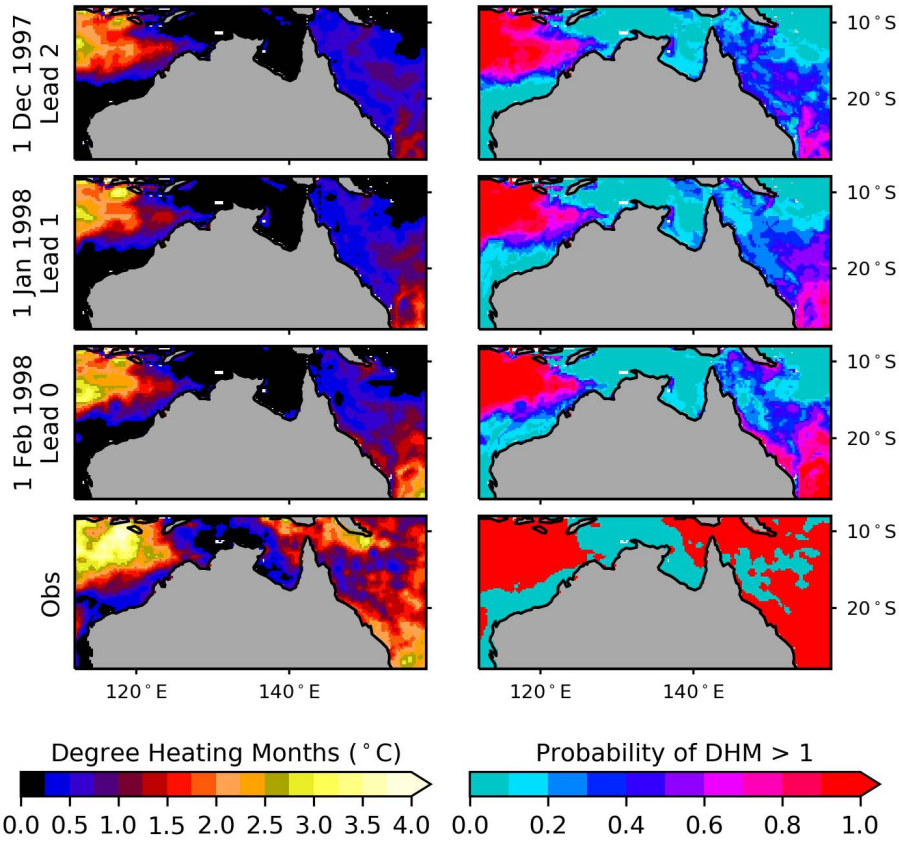 1 Dec 1997
Lead 2
10°S
20°S
1 Jan 1998
Lead 1
10°S
20°S
1 Feb 1998
Lead 0
10°S
20°S
Obs
10°S
20°S
120°E 140°E 120°E 140°E
Degree Heating Months (°C)
0.0 0.5 1.0 1.5 2.0 2.5 3.0 3.5 4.0
Probability of DHM > 1
0.0 0.2 0.4 0.6 0.8 1.0